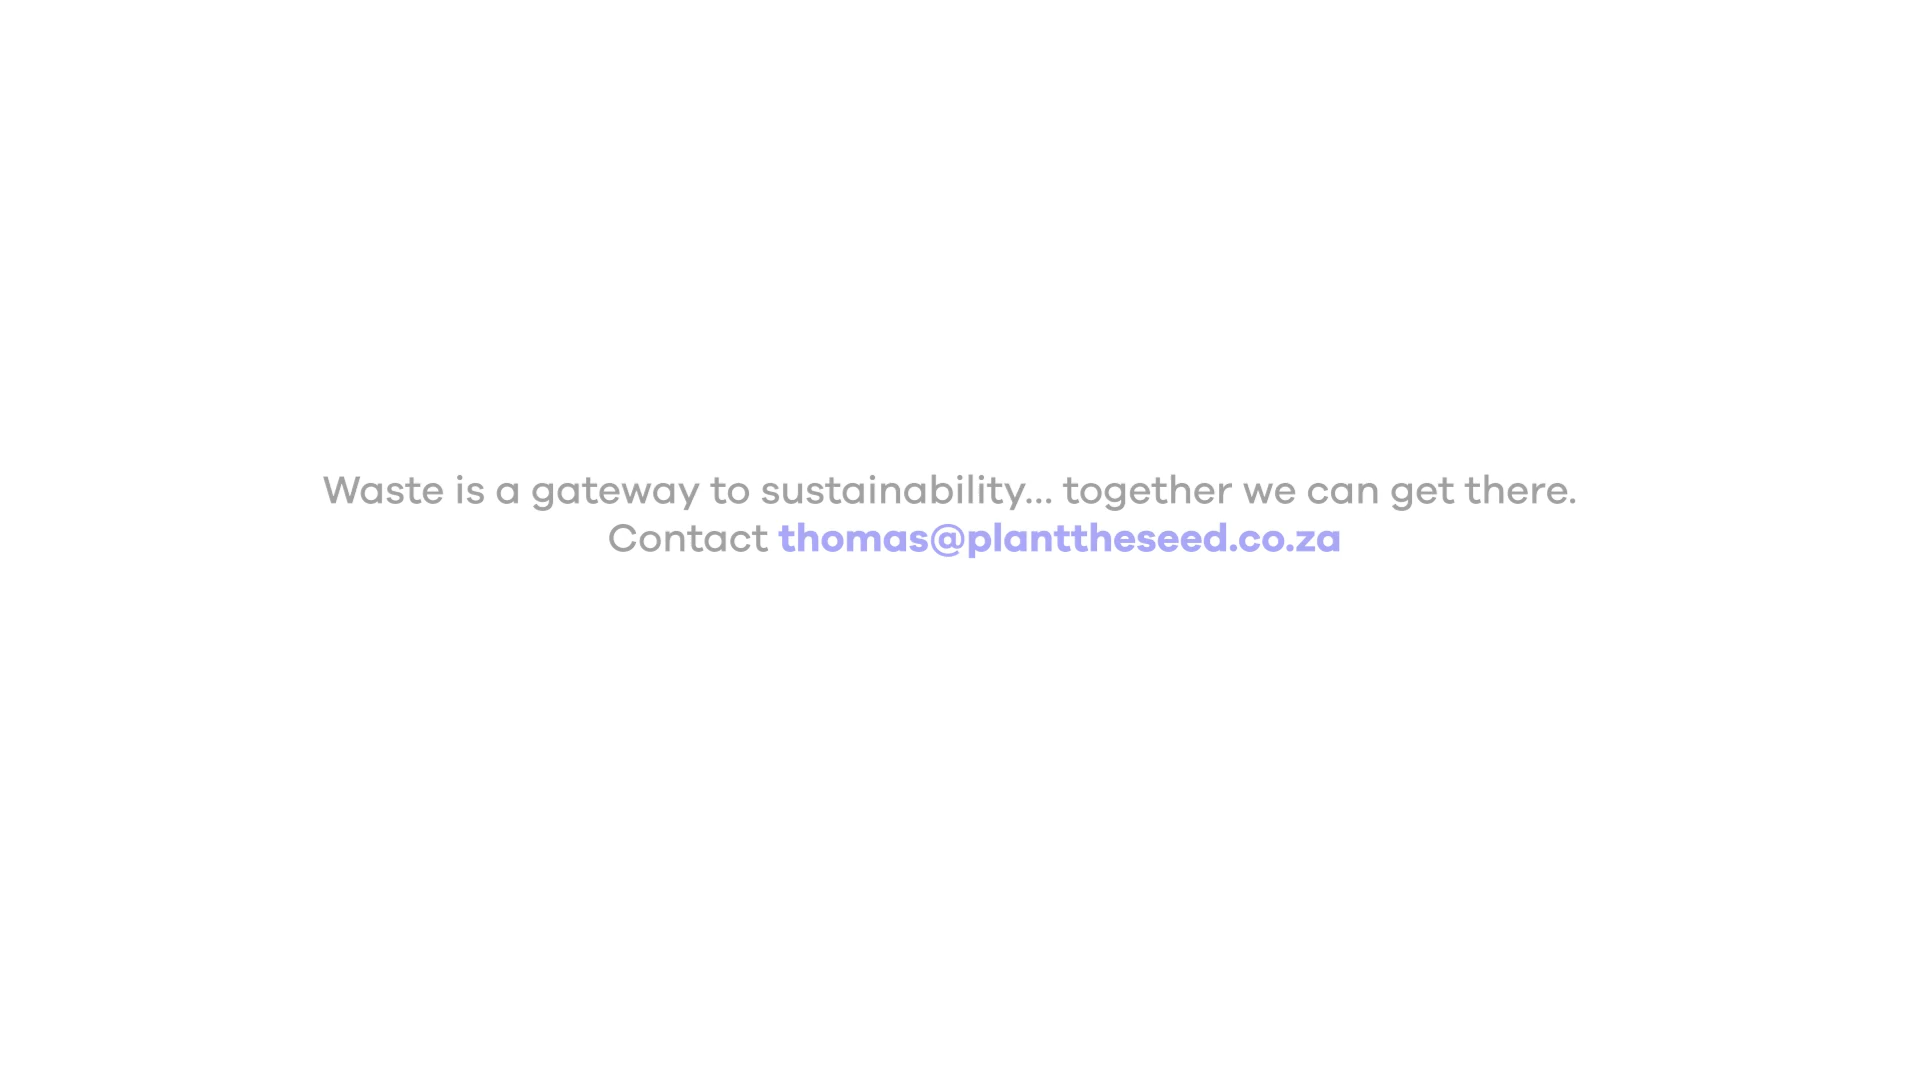 Waste is a gateway to sustainability... together we can get there.
Contact thomas@planttheseed.co.za